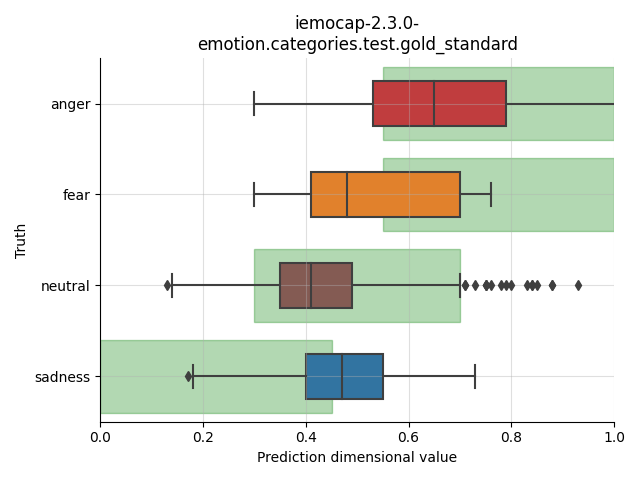 iemocap-2.3.0-
emotion.categories.test.gold_standard
anger
fear
neutral
sadness
Truth
0.0 0.2 0.4 0.6 0.8 1.0
Prediction dimensional value